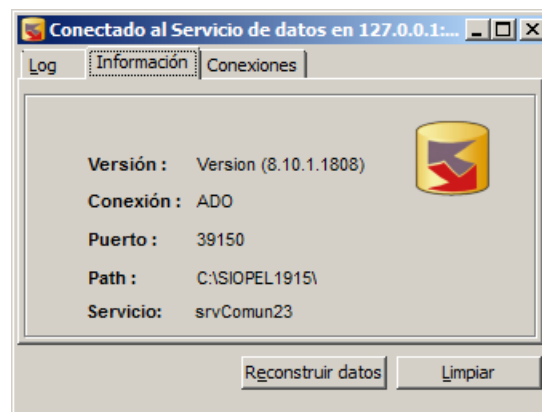 Conectado al Servicio de datos en 127.0.0.1:...
Log Información Conexiones
Versión : Version (8.10.1.1808)
Conexión : ADO
Puerto : 39150
Path : C:\SIOPEL1915\
Servicio: srvComun23
Reconstruir datos Limpiar